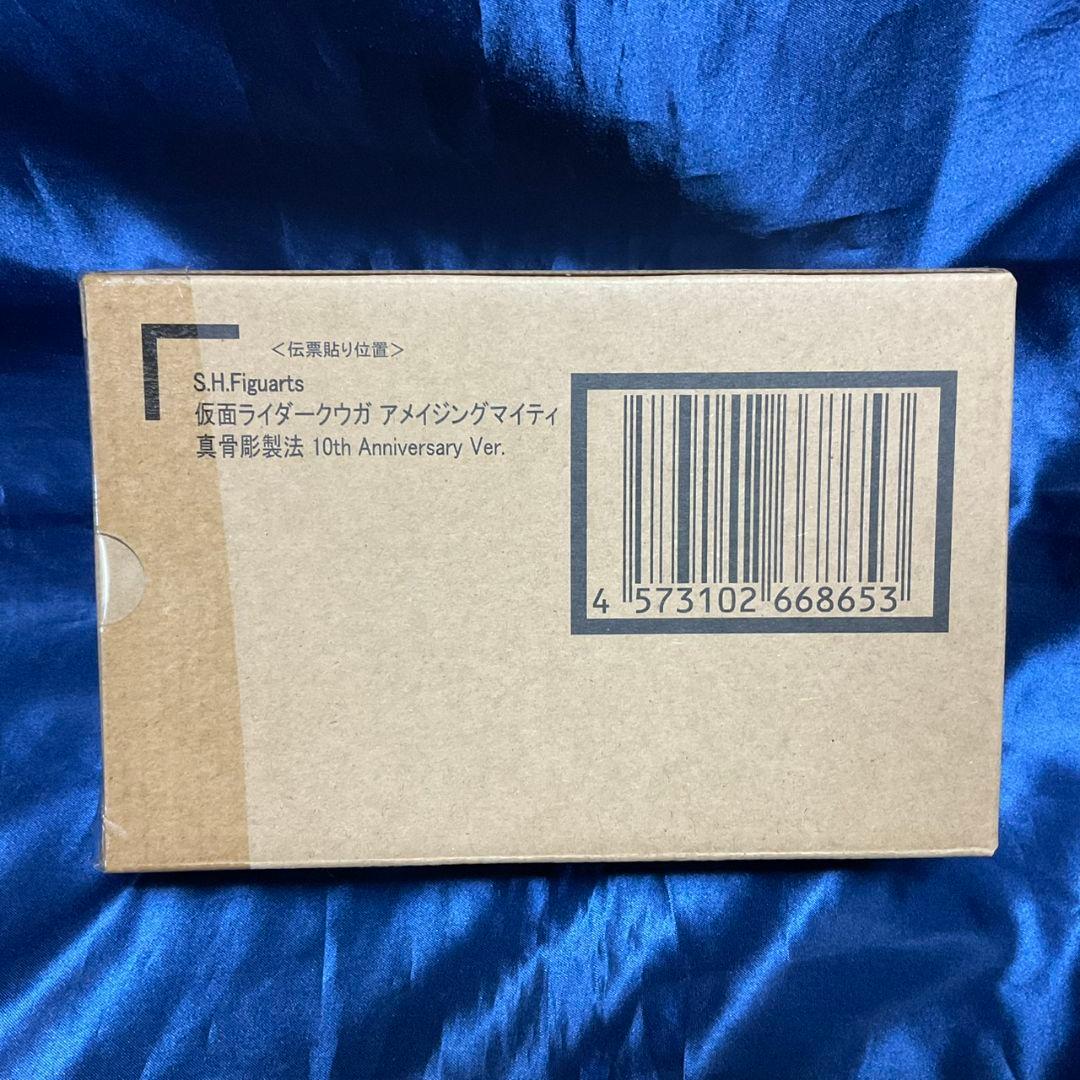 ＜伝票貼り位置＞
S.H.Figuarts
仮面ライダークウガ アメイジングマイティ
真骨彫製法 10th Anniversary Ver.
4 573102 668653